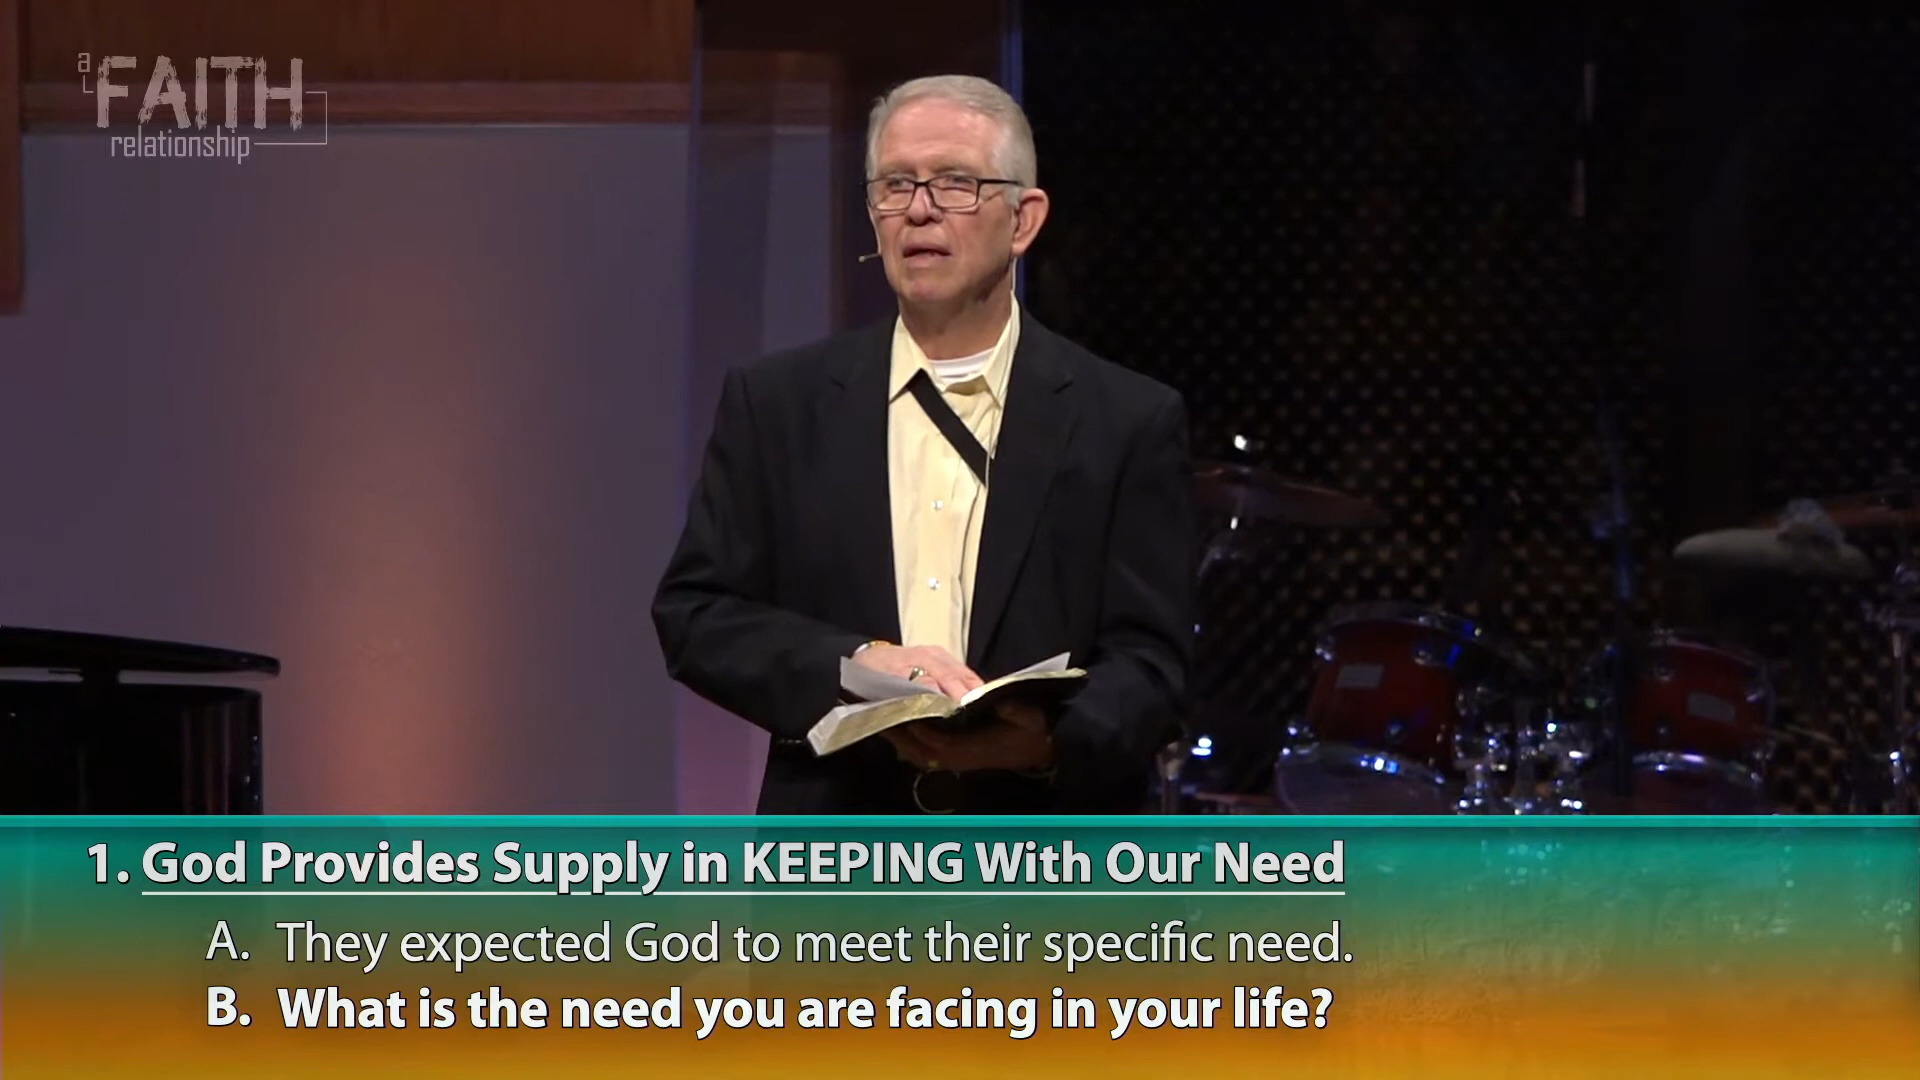 a
FAITH
relationship
1. God Provides Supply in KEEPING With Our Need
A. They expected God to meet their specific need.
B. What is the need you are facing in your life?